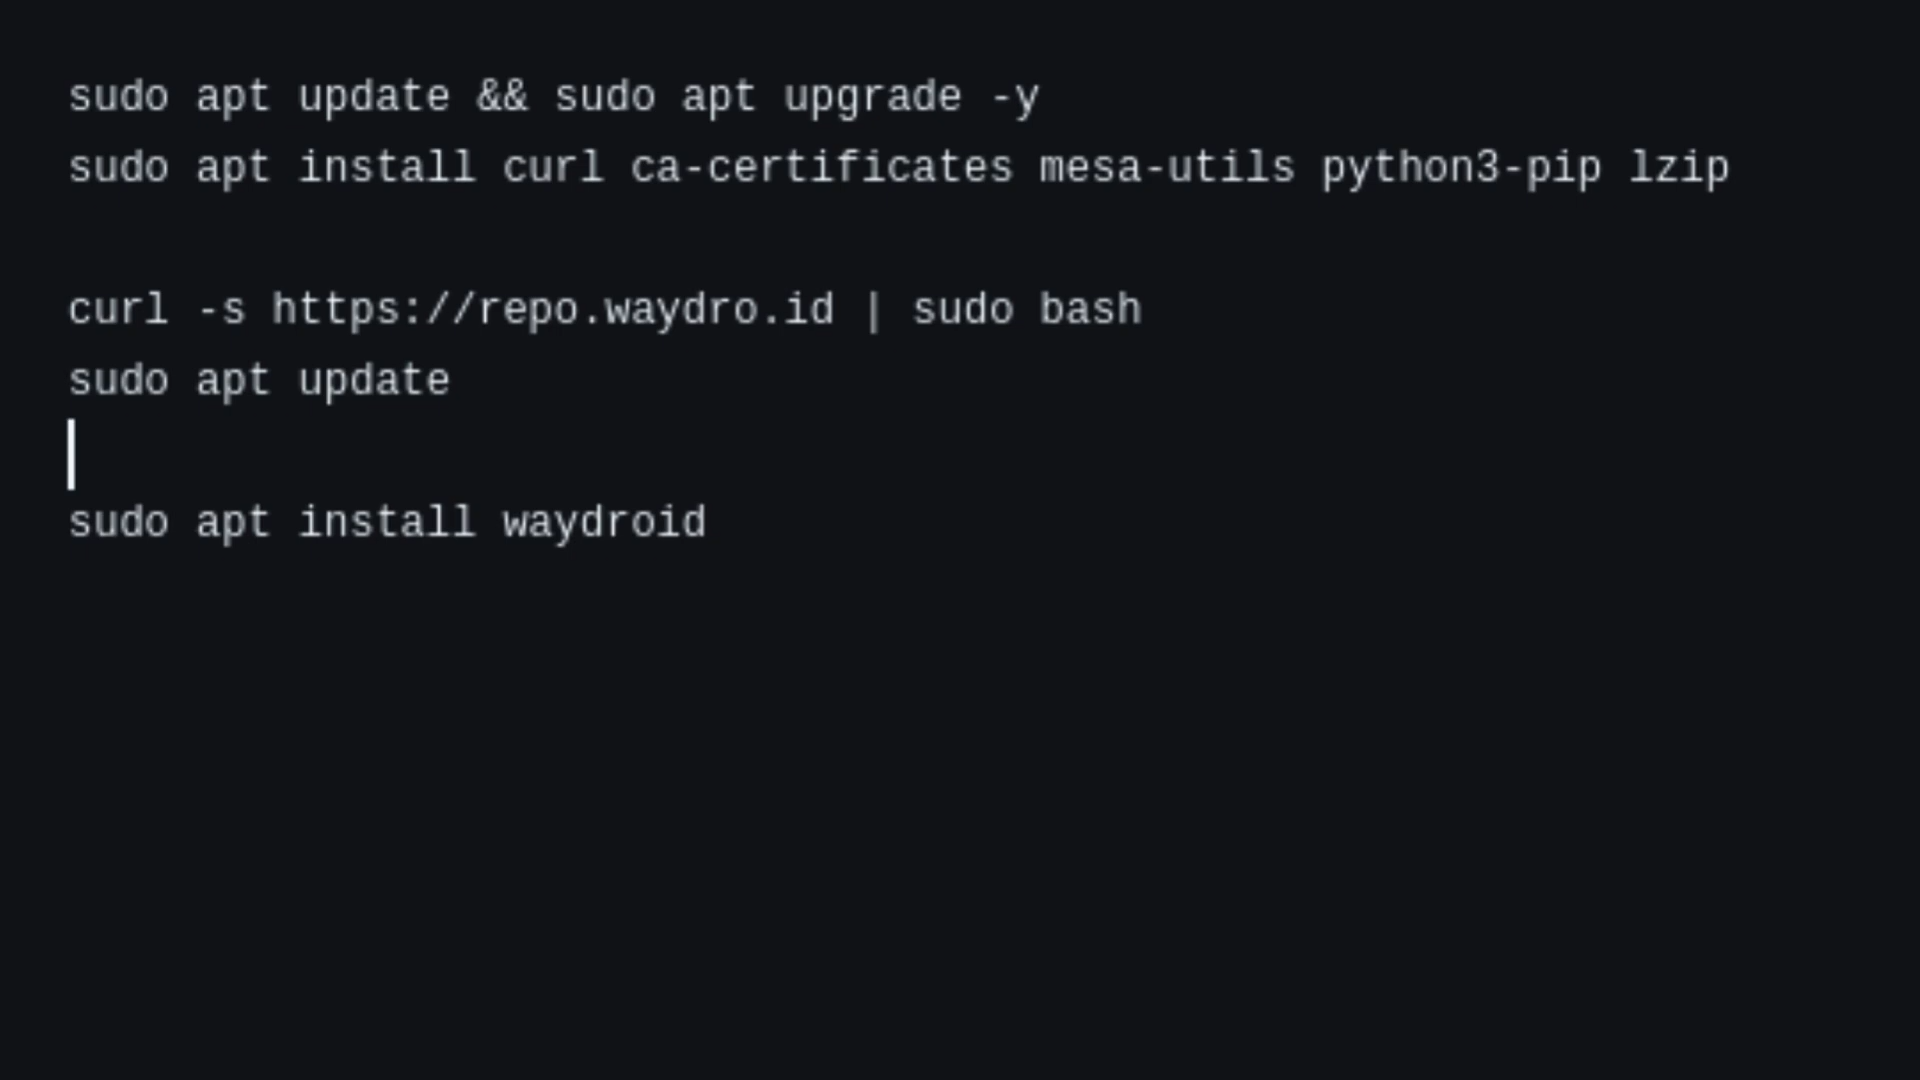 sudo apt update && sudo apt upgrade -y
sudo apt install curl ca-certificates mesa-utils python3-pip lzip
curl -s https://repo.waydro.id | sudo bash
sudo apt update
sudo apt install waydroid